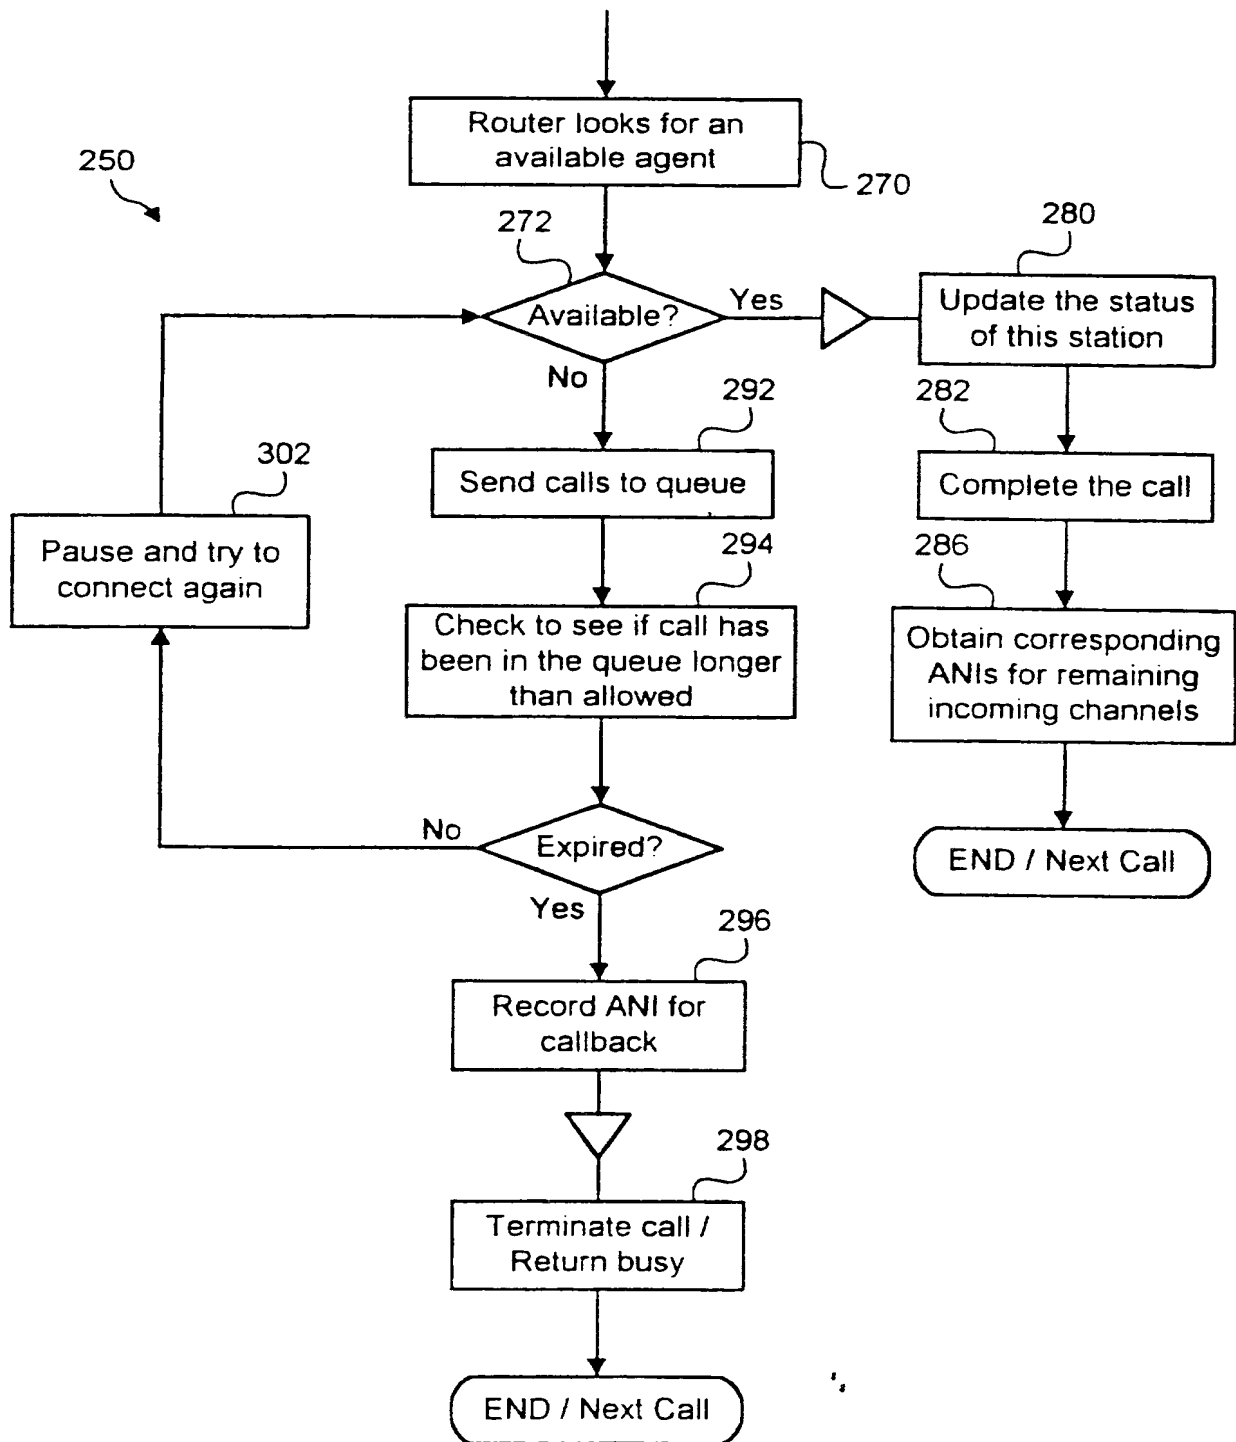 Router looks for an
available agent
250
270
272
280
Available?
Yes
Update the status
of this station
No
292
282
302
Send calls to queue
Complete the call
Pause and try to
connect again
294
286
Check to see if call has
been in the queue longer
than allowed
Obtain corresponding
ANIs for remaining
incoming channels
No
Expired?
END / Next Call
Yes
296
Record ANI for
callback
298
Terminate call /
Return busy
END / Next Call